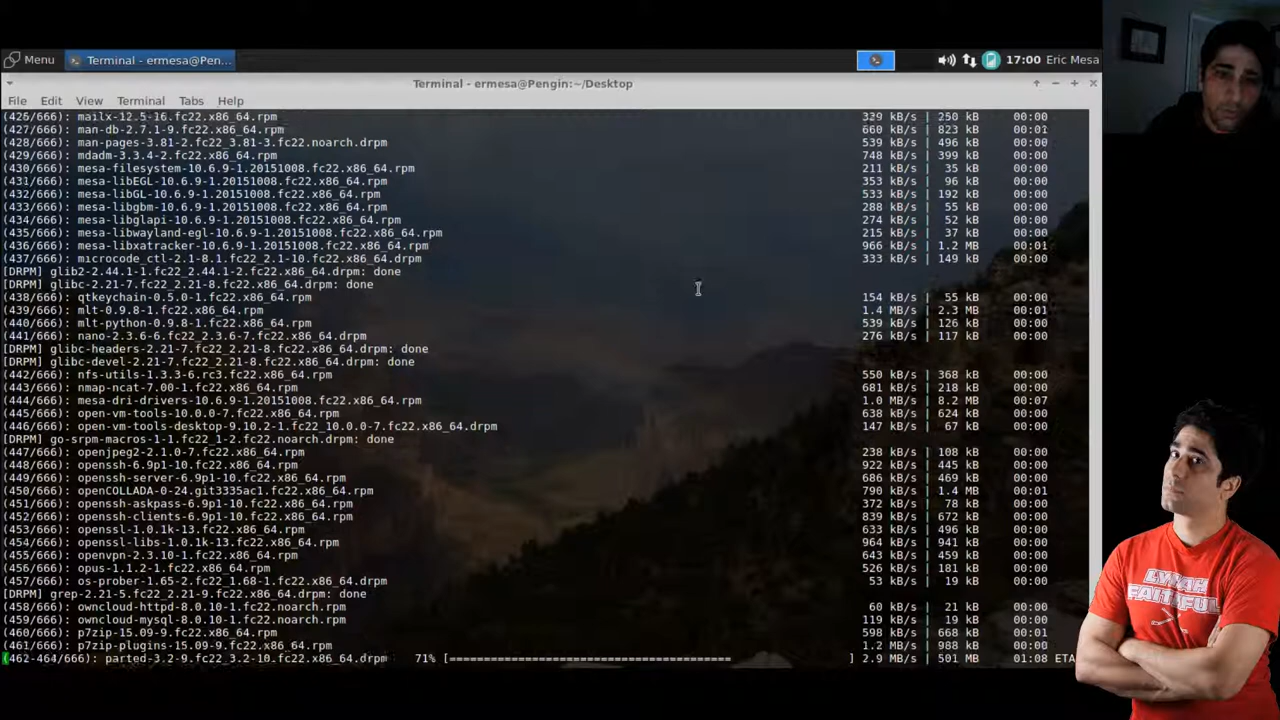 Menu Terminal - ermesa@Pen... 17:00 Eric Mesa
Terminal - ermesa@Pengin:~/Desktop
File Edit View Terminal Tabs Help
(426/666): mailx-12.5-16.fc22.x86_64.rpm 329 kB/s | 250 kB 00:00
(427/666): man-db-2.7.1-9.fc22.x86_64.rpm 660 kB/s | 823 kB 00:01
(428/666): man-pages-3.81-2.fc22_3.81-3.fc22.noarch.drpm 539 kB/s | 496 kB 00:00
(429/666): mdadm-3.3.4-2.fc22.x86_64.rpm 748 kB/s | 399 kB 00:00
(430/666): mesa-filesystem-10.6.9-1.20151008.fc22.x86_64.rpm 211 kB/s | 35 kB 00:00
(431/666): mesa-libEGL-10.6.9-1.20151008.fc22.x86_64.rpm 353 kB/s | 96 kB 00:00
(432/666): mesa-libGL-10.6.9-1.20151008.fc22.x86_64.rpm 533 kB/s | 192 kB 00:00
(433/666): mesa-libgbm-10.6.9-1.20151008.fc22.x86_64.rpm 288 kB/s | 55 kB 00:00
(434/666): mesa-libglapi-10.6.9-1.20151008.fc22.x86_64.rpm 274 kB/s | 52 kB 00:00
(435/666): mesa-libwayland-egl-10.6.9-1.20151008.fc22.x86_64.rpm 215 kB/s | 37 kB 00:00
(436/666): mesa-libxatracker-10.6.9-1.20151008.fc22.x86_64.rpm 966 kB/s | 1.2 MB 00:01
(437/666): microcode_ctl-2.1-8.1.fc22_2.1-10.fc22.x86_64.drpm 333 kB/s | 149 kB 00:00
[DRPM] glib2-2.44.1-1.fc22_2.44.1-2.fc22.x86_64.drpm: done
[DRPM] glibc-2.21-7.fc22_2.21-8.fc22.x86_64.drpm: done
(438/666): qtkeychain-0.5.0-1.fc22.x86_64.rpm 154 kB/s | 55 kB 00:00
(439/666): mlt-0.9.8-1.fc22.x86_64.rpm 1.4 MB/s | 2.3 MB 00:01
(440/666): mlt-python-0.9.8-1.fc22.x86_64.rpm 539 kB/s | 126 kB 00:00
(441/666): nano-2.3.6-6.fc22_2.3.6-7.fc22.x86_64.drpm 276 kB/s | 117 kB 00:00
[DRPM] glibc-headers-2.21-7.fc22_2.21-8.fc22.x86_64.drpm: done
[DRPM] glibc-devel-2.21-7.fc22_2.21-8.fc22.x86_64.drpm: done
(442/666): nfs-utils-1.3.3-6.rc3.fc22.x86_64.rpm 550 kB/s | 368 kB 00:00
(443/666): nmap-ncat-7.00-1.fc22.x86_64.rpm 681 kB/s | 218 kB 00:00
(444/666): mesa-dri-drivers-10.6.9-1.20151008.fc22.x86_64.rpm 1.0 MB/s | 8.2 MB 00:07
(445/666): open-vm-tools-10.0.0-7.fc22.x86_64.rpm 638 kB/s | 624 kB 00:00
(446/666): open-vm-tools-desktop-9.10.2-1.fc22_10.0.0-7.fc22.x86_64.drpm 147 kB/s | 67 kB 00:00
[DRPM] go-srpm-macros-1-1.fc22_1-2.fc22.noarch.drpm: done
(447/666): openjpeg2-2.1.0-7.fc22.x86_64.rpm 238 kB/s | 108 kB 00:00
(448/666): openssh-6.9p1-10.fc22.x86_64.rpm 922 kB/s | 445 kB 00:00
(449/666): openssh-server-6.9p1-10.fc22.x86_64.rpm 686 kB/s | 469 kB 00:00
(450/666): openCOLLADA-0-24.git3335ac1.fc22.x86_64.rpm 790 kB/s | 1.4 MB 00:01
(451/666): openssh-askpass-6.9p1-10.fc22.x86_64.rpm 372 kB/s | 78 kB 00:00
(452/666): openssh-clients-6.9p1-10.fc22.x86_64.rpm 839 kB/s | 672 kB 00:00
(453/666): openssl-1.0.1k-13.fc22.x86_64.rpm 633 kB/s | 496 kB 00:00
(454/666): openssl-libs-1.0.1k-13.fc22.x86_64.rpm 964 kB/s | 941 kB 00:00
(455/666): openvpn-2.3.10-1.fc22.x86_64.rpm 643 kB/s | 459 kB 00:00
(456/666): opus-1.1.2-1.fc22.x86_64.rpm 526 kB/s | 181 kB 00:00
(457/666): os-prober-1.65-2.fc22_1.68-1.fc22.x86_64.drpm 53 kB/s | 19 kB 00:00
[DRPM] grep-2.21-5.fc22_2.21-9.fc22.x86_64.drpm: done
(458/666): owncloud-httpd-8.0.10-1.fc22.noarch.rpm 60 kB/s | 21 kB 00:00
(459/666): owncloud-mysql-8.0.10-1.fc22.noarch.rpm 119 kB/s | 19 kB 00:00
(460/666): p7zip-15.09-9.fc22.x86_64.rpm 598 kB/s | 668 kB 00:01
(461/666): p7zip-plugins-15.09-9.fc22.x86_64.rpm 1.2 MB/s | 988 kB 00:00
(462-464/666): parted-3.2-9.fc22_3.2-10.fc22.x86_64.drpm 71% [========================================= ] 2.9 MB/s | 501 MB 01:08 ETA
FAITHFUL